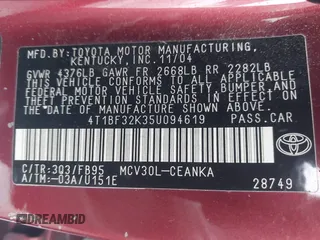 MFD.BY: TOYOTA MOTOR MANUFACTURING,
KENTUCKY, INC. 11/04
GVWR 4376LB GAWR FR 2668LB RR 2282LB
THIS VEHICLE CONFORMS TO ALL APPLICABLE
FEDERAL MOTOR VEHICLE SAFETY, BUMPER, AND
THEFT PREVENTION STANDARDS IN EFFECT ON
THE DATE OF MANUFACTURE SHOWN ABOVE.
*4T1BF32K35U094619 PASS.CAR
TOYOTA
C/TR:3Q3/FB95 MCV30L-CEANKA
A/TM:-03A/U151E 28749
AUTOBIDMASTER